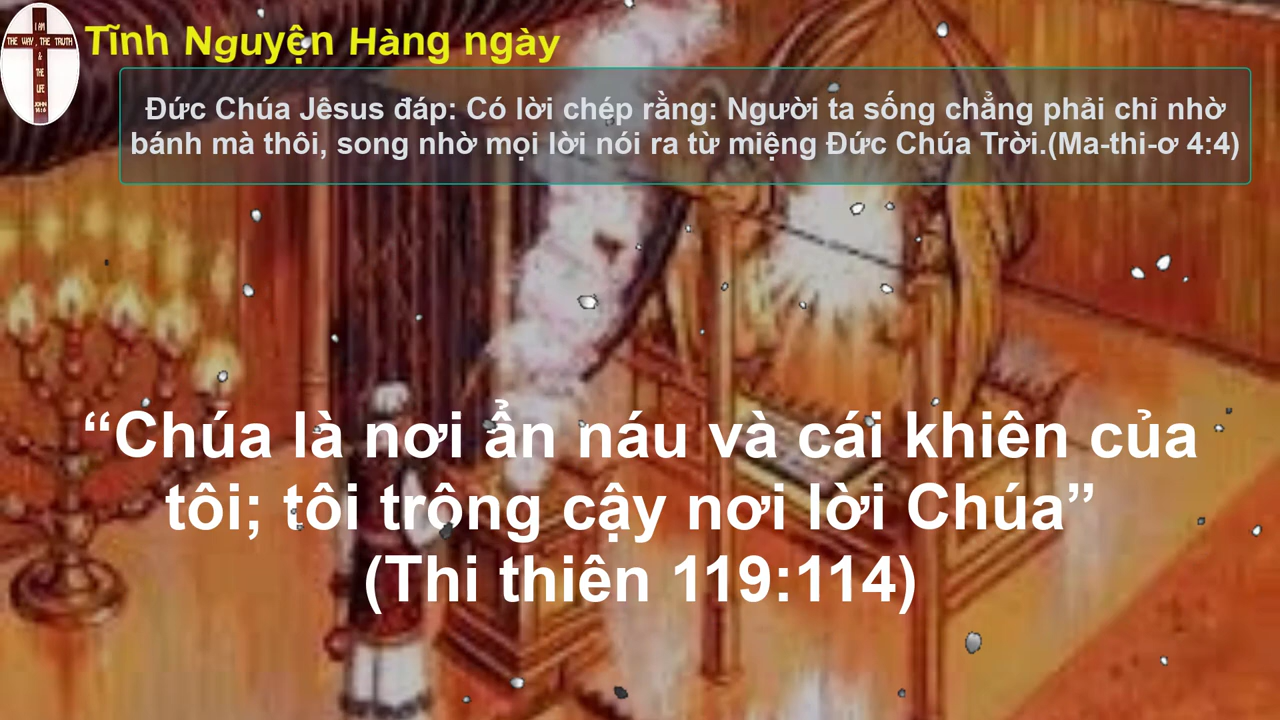 I AM
THE WAY, THE TRUTH
&
THE
LIFE
JOHN
Tĩnh Nguyện Hàng ngày
Đức Chúa Jêsus đáp: Có lời chép rằng: Người ta sống chẳng phải chỉ nhờ
bánh mà thôi, song nhờ mọi lời nói ra từ miệng Đức Chúa Trời.(Ma-thi-ơ 4:4)
“Chúa là nơi ẩn náu và cái khiên của
tôi; tôi trông cậy nơi lời Chúa”
(Thi thiên 119:114)